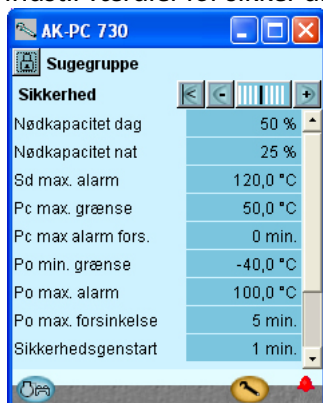 AK-PC 730
Sugegruppe
Sikkerhed
Nødkapacitet dag 50 %
Nødkapacitet nat 25 %
Sd max. alarm 120,0 °C
Pc max. grænse 50,0 °C
Pc max alarm fors. 0 min.
Po min. grænse -40,0 °C
Po max. alarm 100,0 °C
Po max. forsinkelse 5 min.
Sikkerhedsgenstart 1 min.